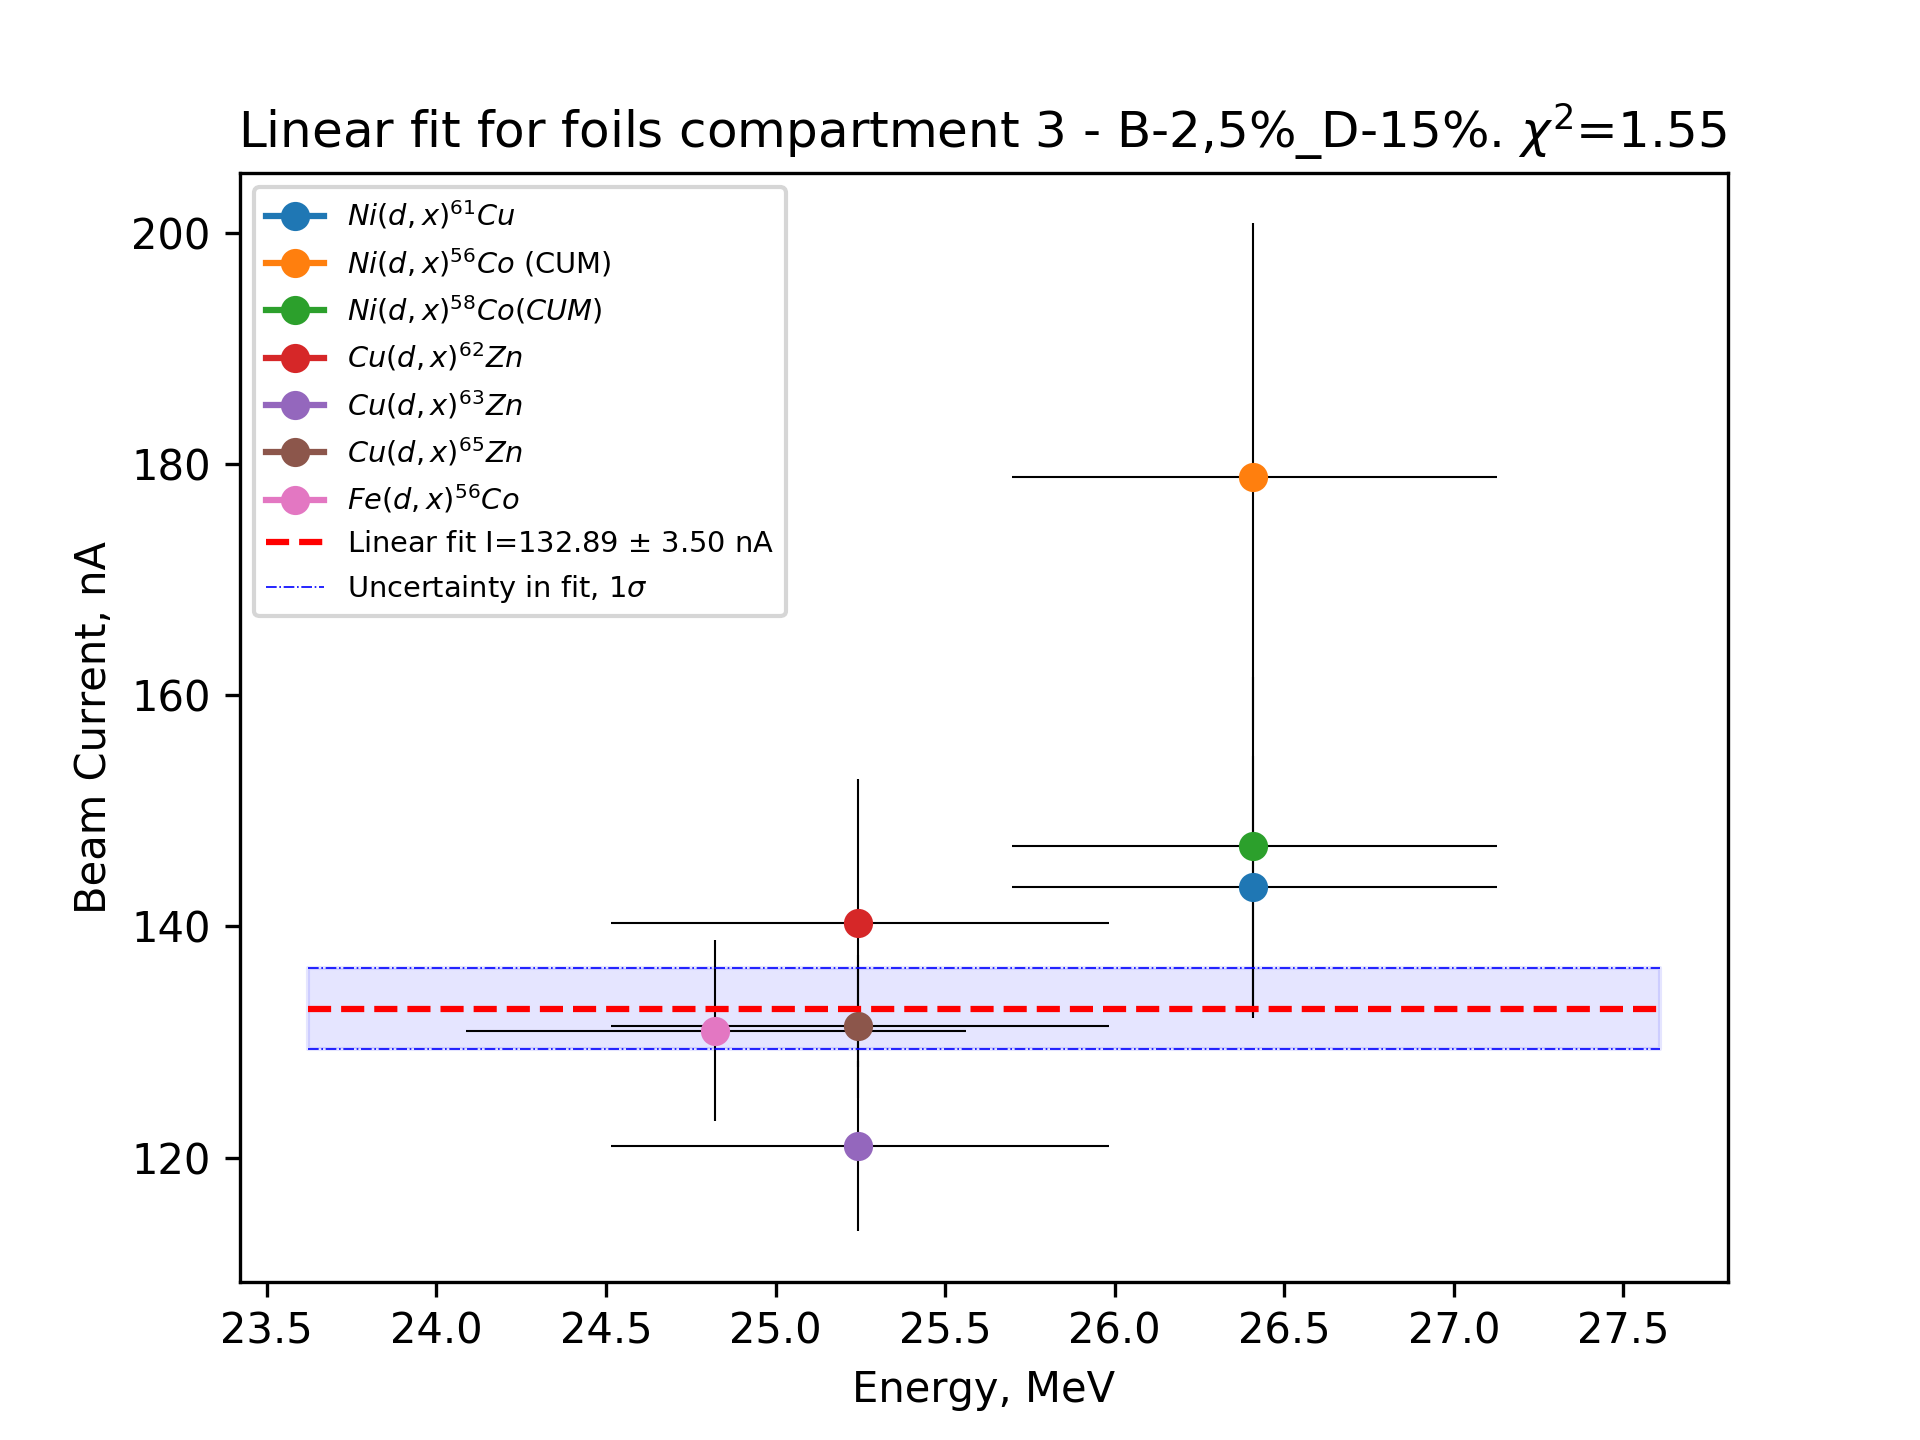 Linear fit for foils compartment 3 - B-2,5%_D-15%. χ²=1.55
Ni(d, x)⁶¹Cu
Ni(d, x)⁵⁶Co (CUM)
Ni(d, x)⁵⁸Co(CUM)
Cu(d, x)⁶²Zn
Cu(d, x)⁶³Zn
Cu(d, x)⁶⁵Zn
Fe(d, x)⁵⁶Co
Linear fit I=132.89 ± 3.50 nA
Uncertainty in fit, 1σ
200
180
160
140
120
Beam Current, nA
23.5 24.0 24.5 25.0 25.5 26.0 26.5 27.0 27.5
Energy, MeV